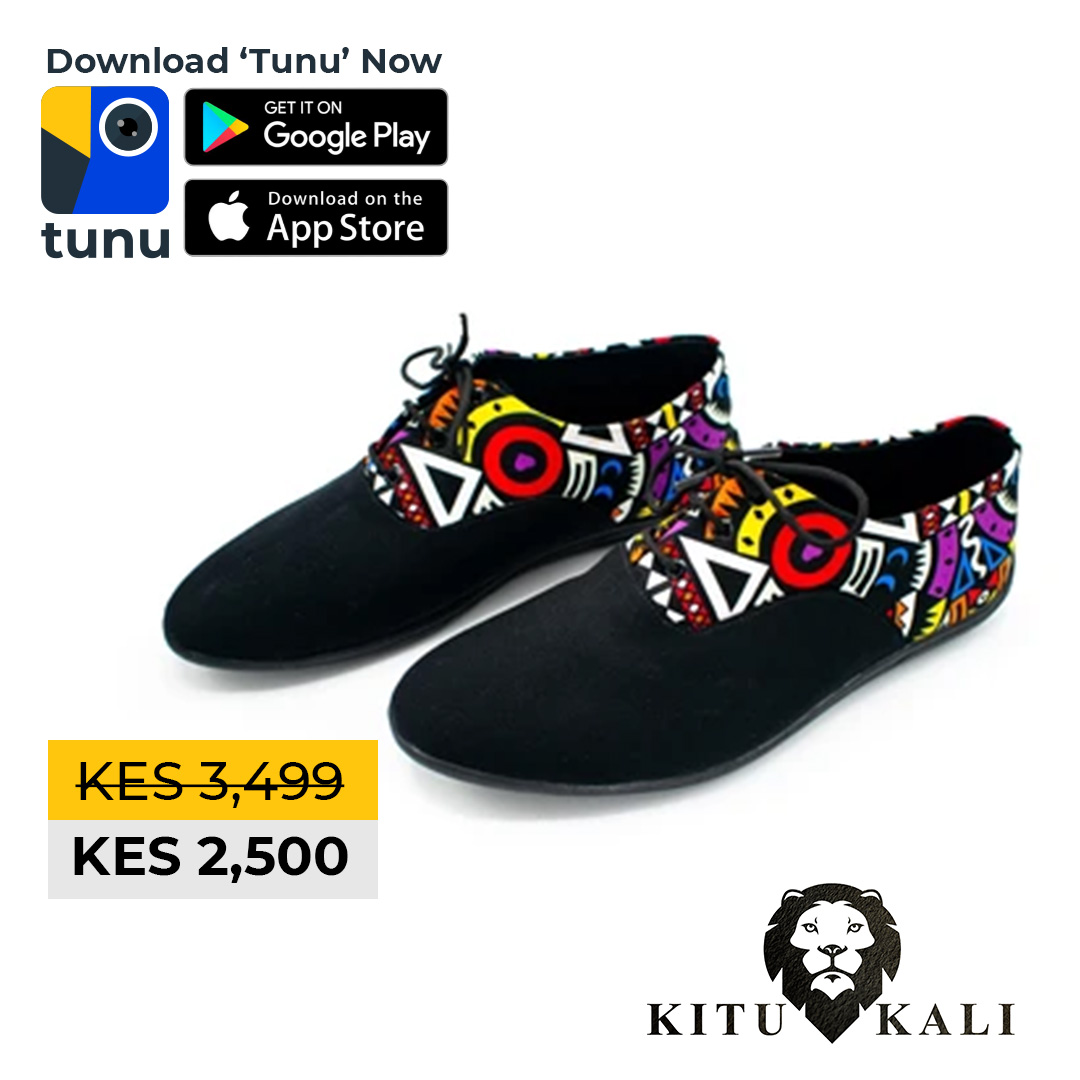 Download ‘Tunu’ Now
tunu
GET IT ON
Google Play
Download on the
App Store
KES 3,499
KES 2,500
KITU KALI